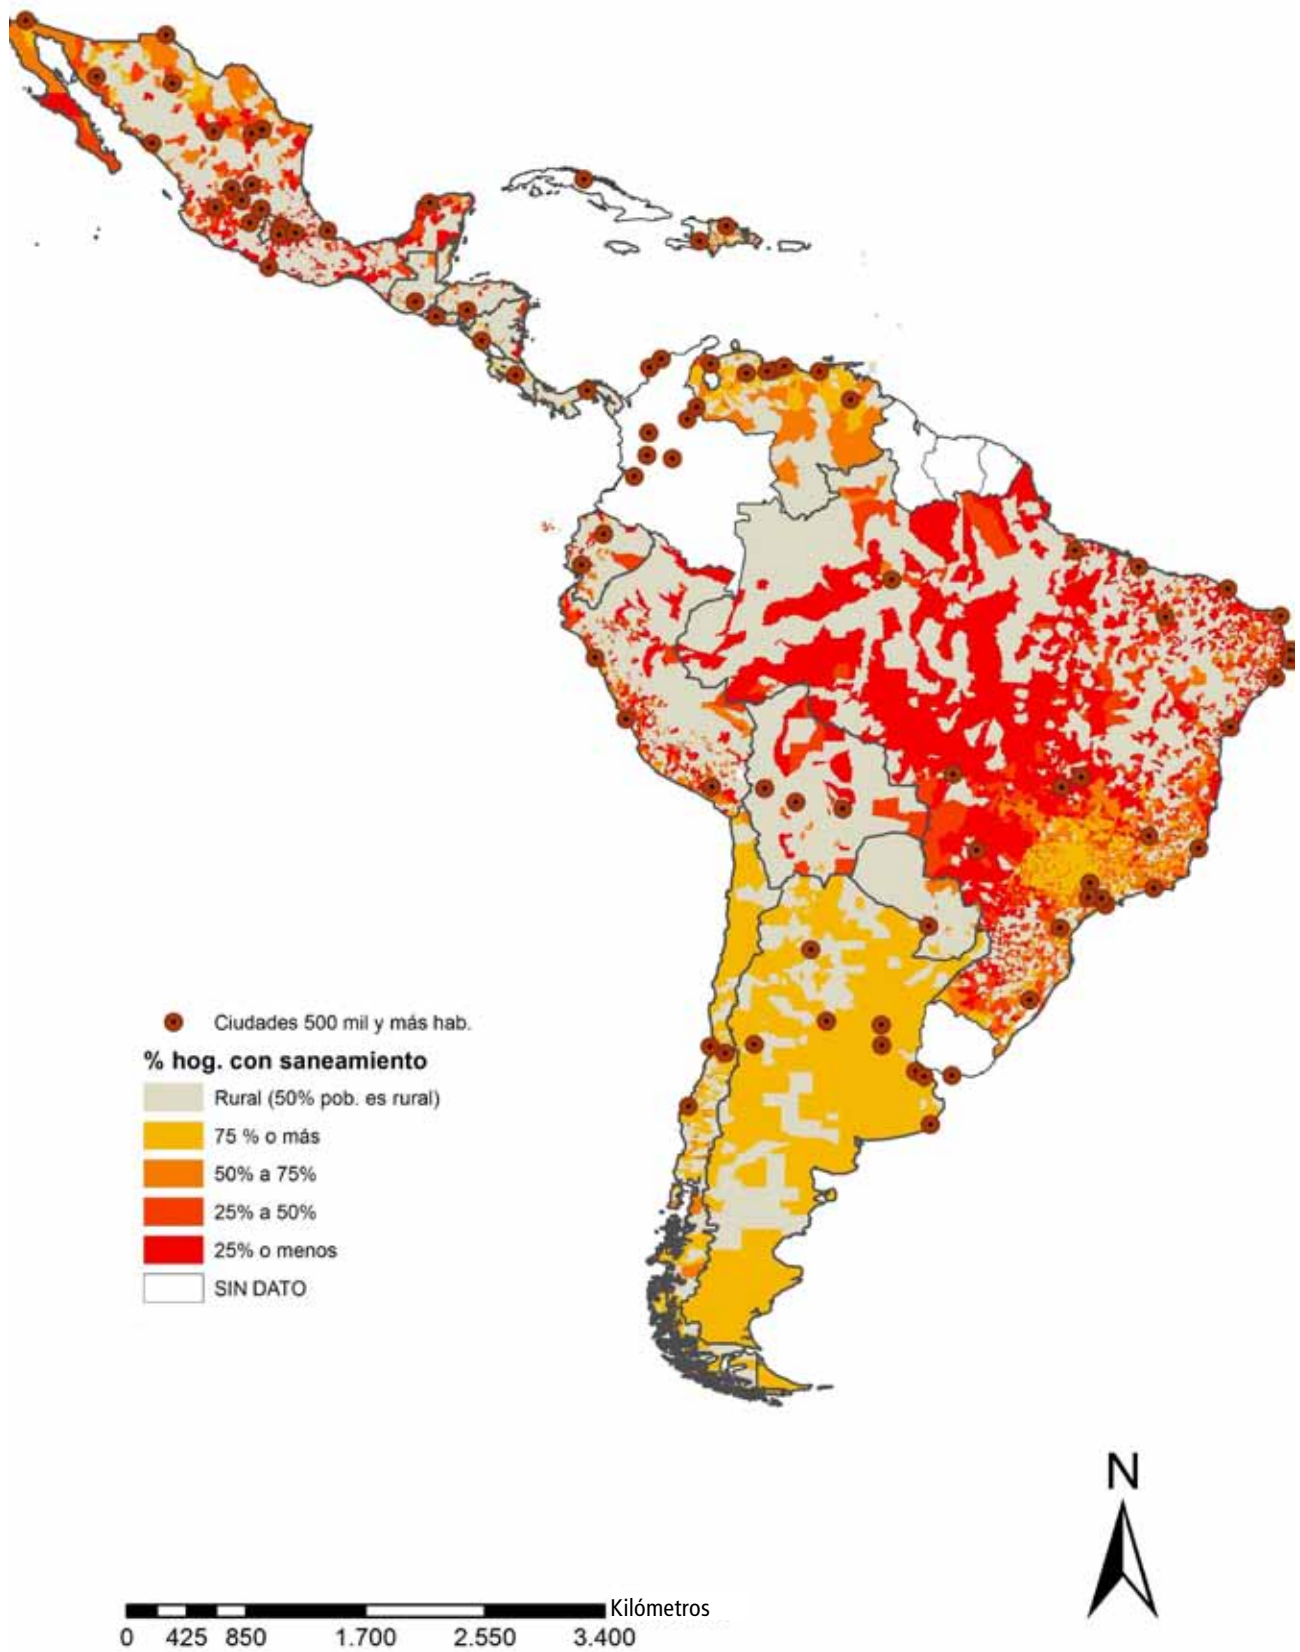 Ciudades 500 mil y más hab.
% hog. con saneamiento
Rural (50% pob. es rural)
75 % o más
50% a 75%
25% a 50%
25% o menos
SIN DATO
N
Kilómetros
0 425 850 1.700 2.550 3.400